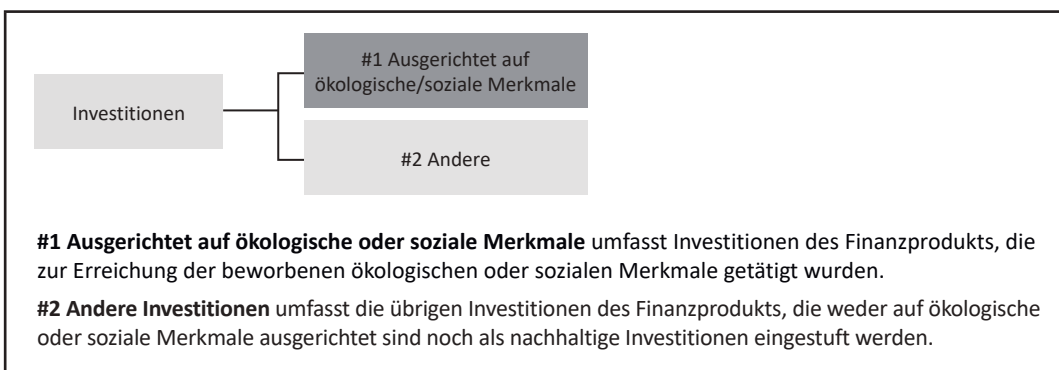 #1 Ausgerichtet auf
ökologische/soziale Merkmale
Investitionen
#2 Andere
#1 Ausgerichtet auf ökologische oder soziale Merkmale umfasst Investitionen des Finanzprodukts, die
zur Erreichung der beworbenen ökologischen oder sozialen Merkmale getätigt wurden.
#2 Andere Investitionen umfasst die übrigen Investitionen des Finanzprodukts, die weder auf ökologische
oder soziale Merkmale ausgerichtet sind noch als nachhaltige Investitionen eingestuft werden.